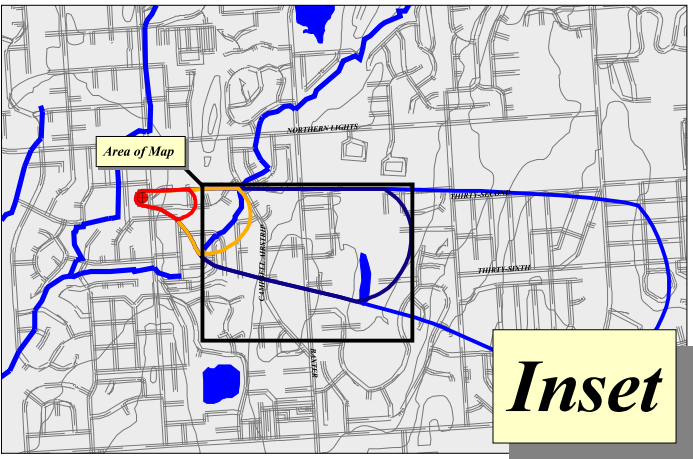 NORTHERN LIGHTS
Area of Map
THIRTY-SECOND
CAMPBELL AIRSTRIP
THIRTY-SIXTH
BAXTER
Inset